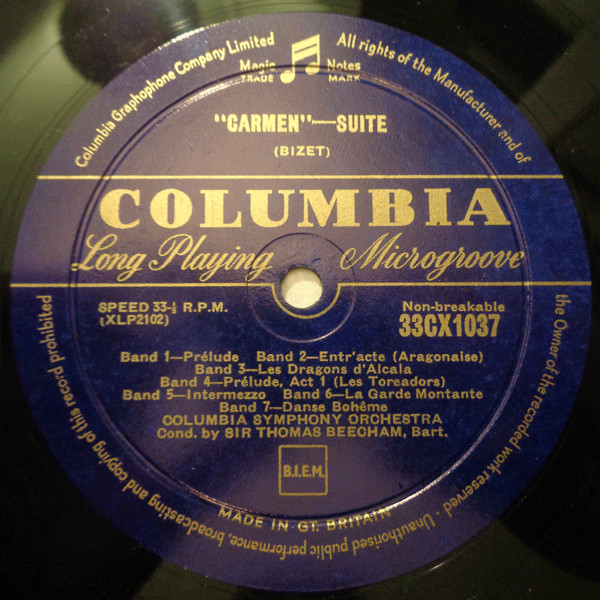 Columbia Graphophone Company Limited
Magic Notes
TRADE MARK
All rights of the Manufacturer and of
the Owner of the recorded work reserved · Unauthorised public performance, broadcasting and copying of this record prohibited
"CARMEN"—SUITE
(BIZET)
COLUMBIA
Long Playing Microgroove
SPEED 33-⅓ R.P.M.
(XLP2102)
Non-breakable
33CX1037
Band 1—Prélude Band 2—Entr'acte (Aragonaise)
Band 3—Les Dragons d'Alcala
Band 4—Prélude, Act 1 (Les Toreadors)
Band 5—Intermezzo Band 6—La Garde Montante
Band 7—Danse Bohême
COLUMBIA SYMPHONY ORCHESTRA
Cond. by SIR THOMAS BEECHAM, Bart.
B.I.E.M.
MADE IN GT. BRITAIN